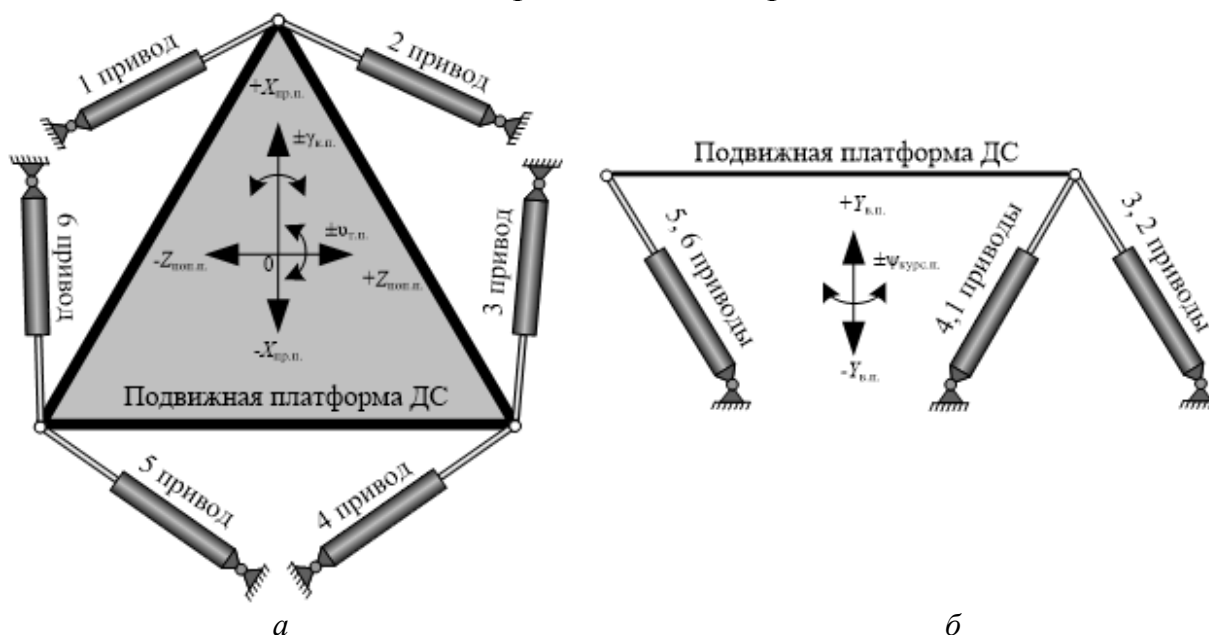 1 привод
2 привод
+Xпр.п.
±γк.п.
6 привод
±υт.п.
-Zпоп.п.
0
+Zпоп.п.
3 привод
-Xпр.п.
Подвижная платформа ДС
5 привод
4 привод
а
Подвижная платформа ДС
+Yв.п.
±ψкурс.п.
-Yв.п.
5, 6 приводы
4,1 приводы
3, 2 приводы
б